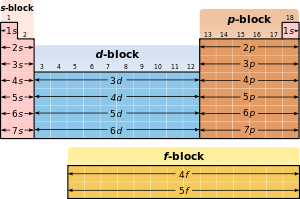 s-block
1
2
1s
2s
3s
4s
5s
6s
7s
d-block
3 4 5 6 7 8 9 10 11 12
3d
4d
5d
6d
p-block
18
13 14 15 16 17
1s
2p
3p
4p
5p
6p
7p
f-block
4f
5f